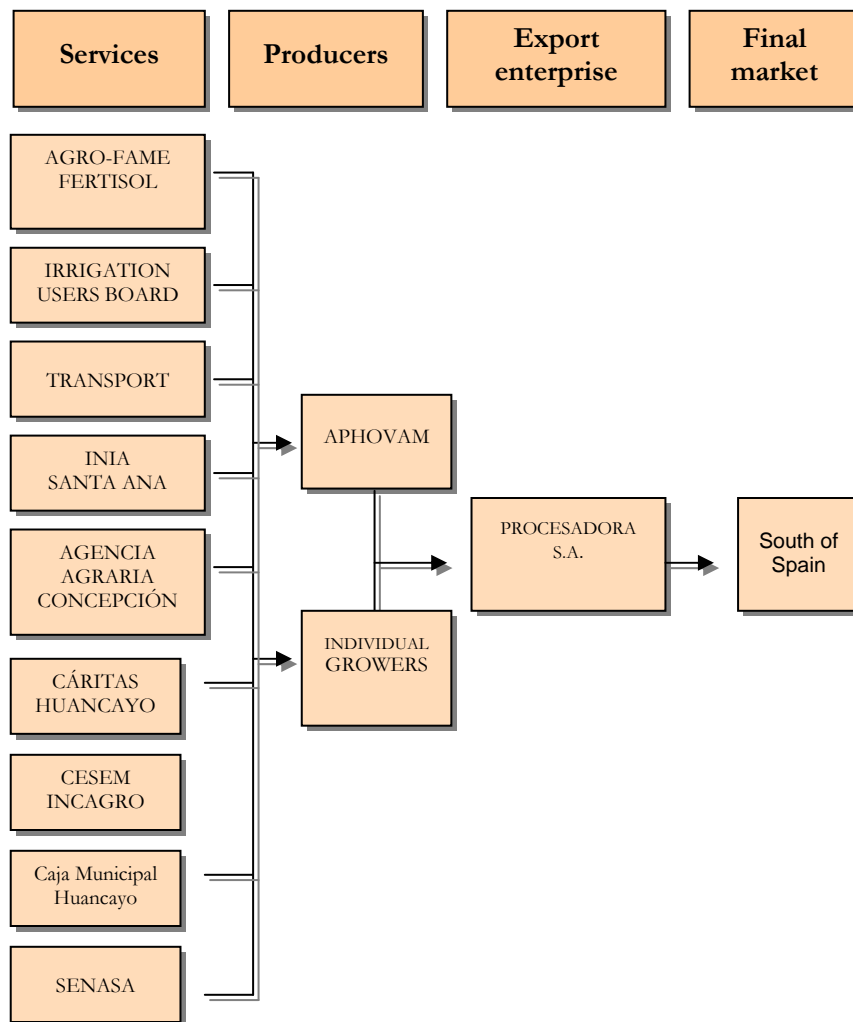 Services
Producers
Export
enterprise
Final
market
AGRO-FAME
FERTISOL
IRRIGATION
USERS BOARD
TRANSPORT
INIA
SANTA ANA
AGENCIA
AGRARIA
CONCEPCIÓN
CÁRITAS
HUANCAYO
CESEM
INCAGRO
Caja Municipal
Huancayo
SENASA
APHOVAM
INDIVIDUAL
GROWERS
PROCESADORA
S.A.
South of
Spain